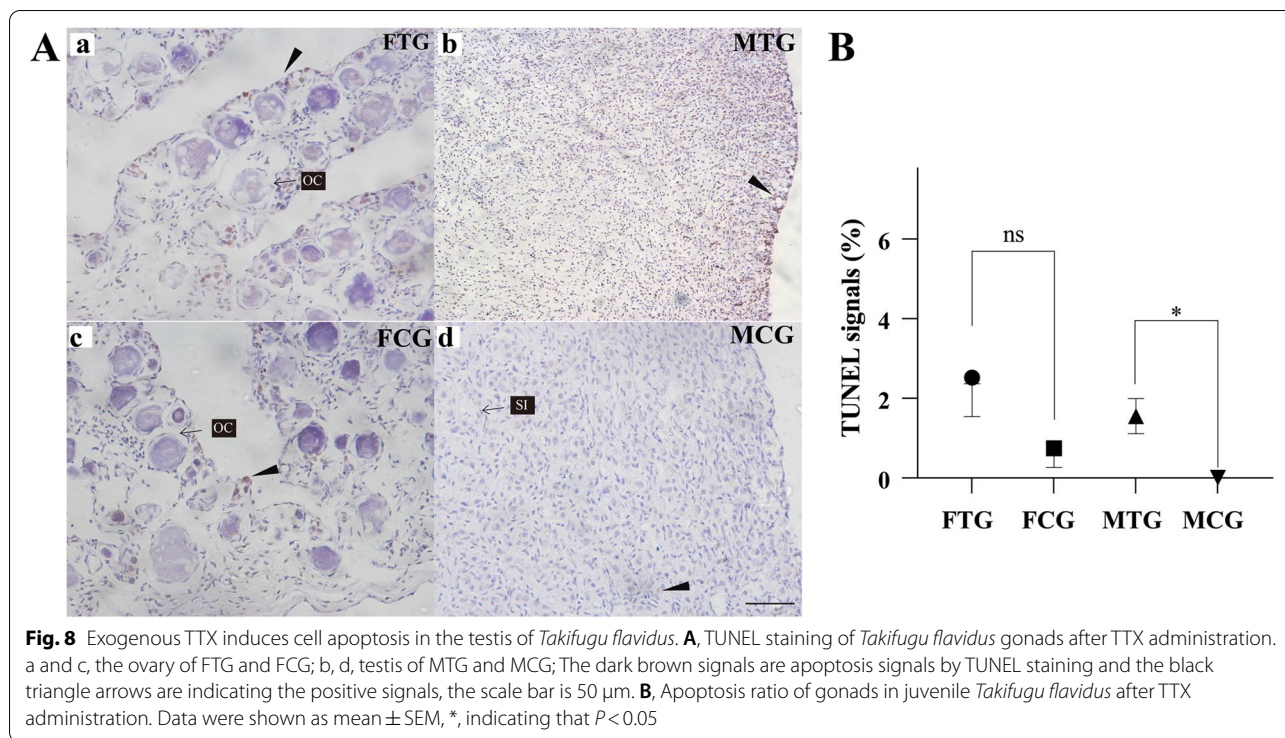 A
a
FTG
OC
b
MTG
c
FCG
OC
d
MCG
SI
B
TUNEL signals (%)
6
4
2
0
ns
*
FTG FCG MTG MCG
Fig. 8 Exogenous TTX induces cell apoptosis in the testis of Takifugu flavidus. A, TUNEL staining of Takifugu flavidus gonads after TTX administration.
a and c, the ovary of FTG and FCG; b, d, testis of MTG and MCG; The dark brown signals are apoptosis signals by TUNEL staining and the black
triangle arrows are indicating the positive signals, the scale bar is 50 µm. B, Apoptosis ratio of gonads in juvenile Takifugu flavidus after TTX
administration. Data were shown as mean ± SEM, *, indicating that P < 0.05